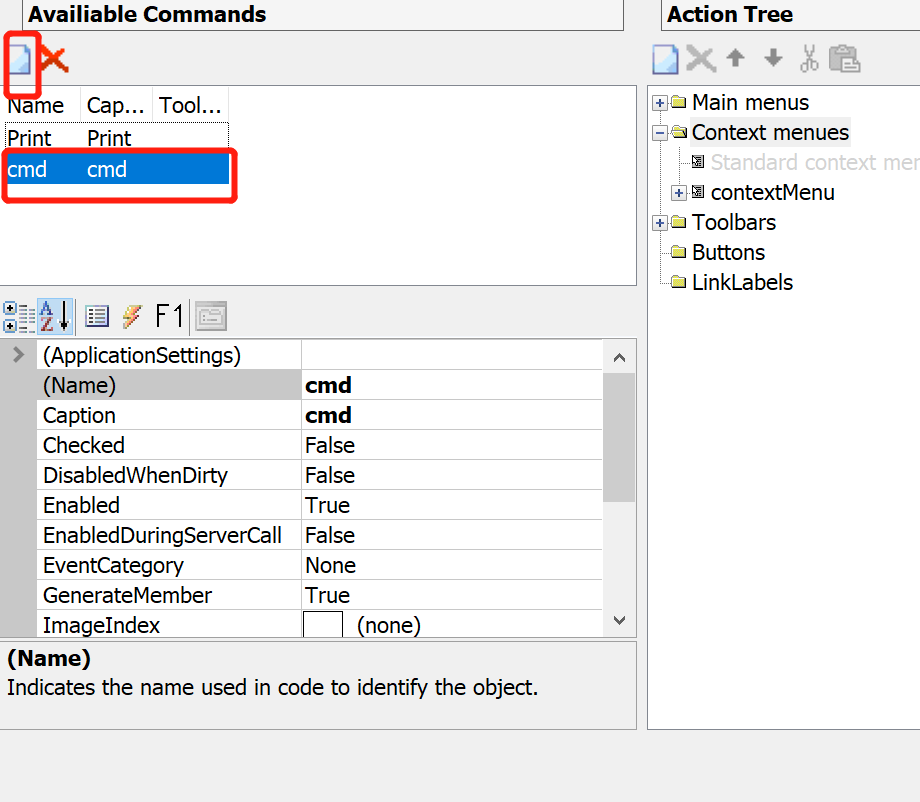 Availiable Commands
Action Tree
Name Cap... Tool...
Print Print
cmd cmd
Main menus
Context menues
Standard context mer
contextMenu
Toolbars
Buttons
LinkLabels
A Z F1
(ApplicationSettings)
(Name) cmd
Caption cmd
Checked False
DisabledWhenDirty False
Enabled True
EnabledDuringServerCall False
EventCategory None
GenerateMember True
ImageIndex (none)
(Name)
Indicates the name used in code to identify the object.